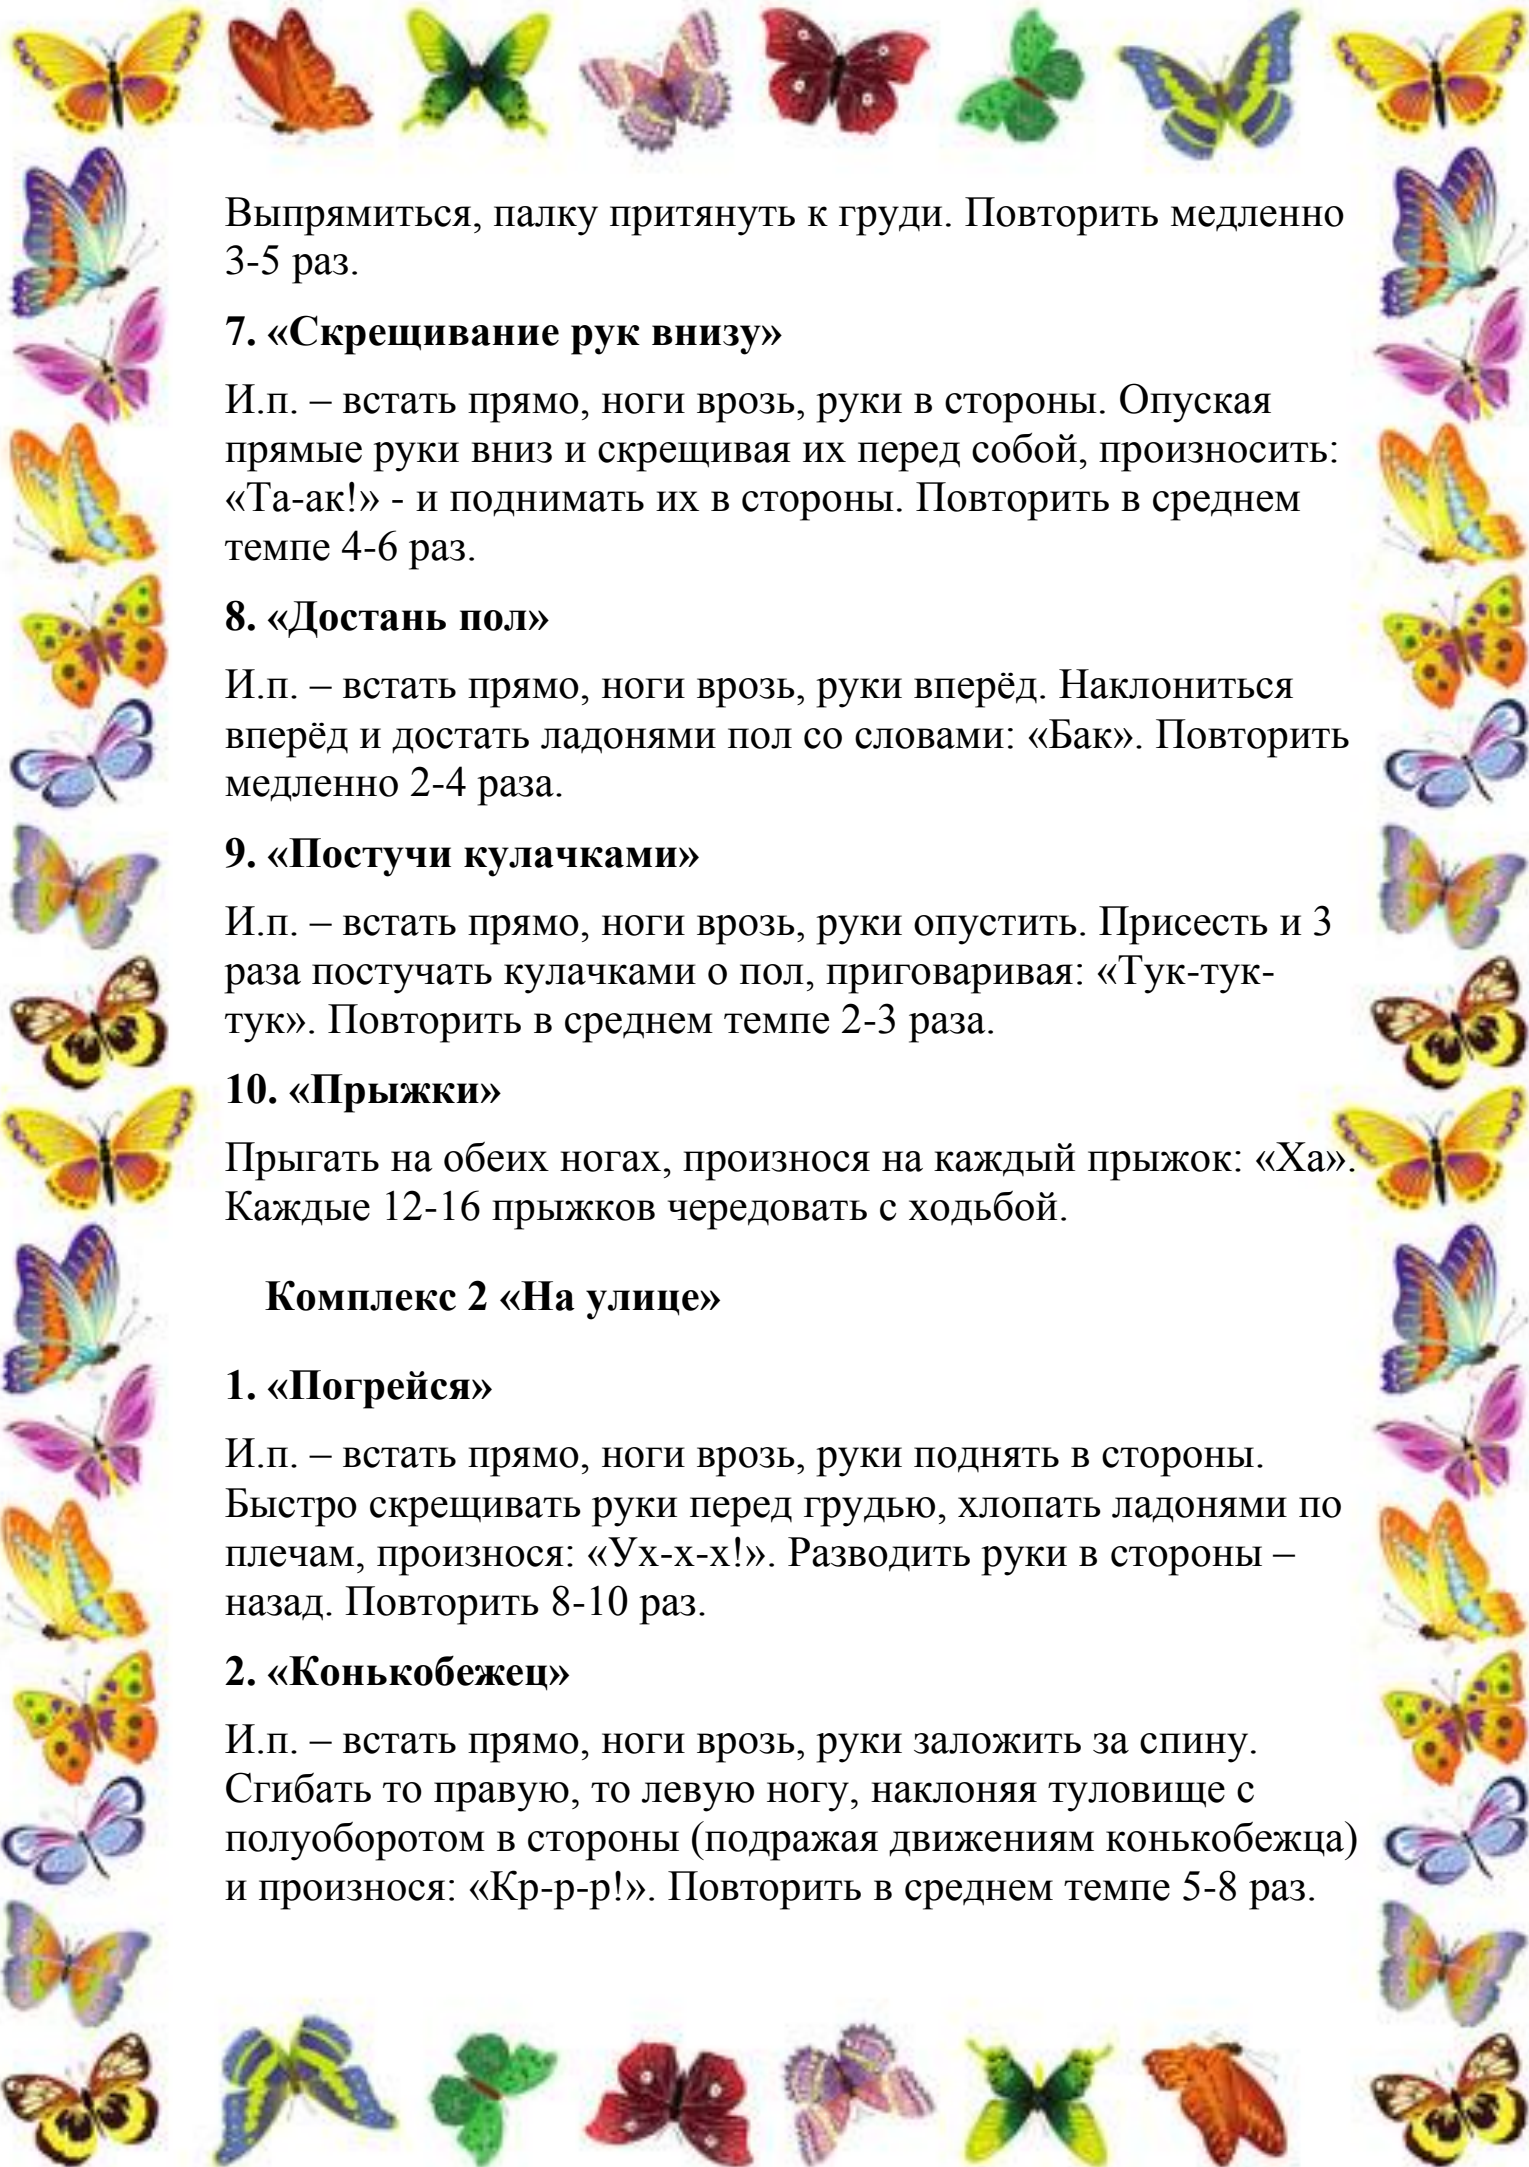 Выпрямиться, палку притянуть к груди. Повторить медленно
3-5 раз.
7. «Скрещивание рук внизу»
И.п. – встать прямо, ноги врозь, руки в стороны. Опуская
прямые руки вниз и скрещивая их перед собой, произносить:
«Та-ак!» - и поднимать их в стороны. Повторить в среднем
темпе 4-6 раз.
8. «Достань пол»
И.п. – встать прямо, ноги врозь, руки вперёд. Наклониться
вперёд и достать ладонями пол со словами: «Бак». Повторить
медленно 2-4 раза.
9. «Постучи кулачками»
И.п. – встать прямо, ноги врозь, руки опустить. Присесть и 3
раза постучать кулачками о пол, приговаривая: «Тук-тук-
тук». Повторить в среднем темпе 2-3 раза.
10. «Прыжки»
Прыгать на обеих ногах, произнося на каждый прыжок: «Ха».
Каждые 12-16 прыжков чередовать с ходьбой.
Комплекс 2 «На улице»
1. «Погрейся»
И.п. – встать прямо, ноги врозь, руки поднять в стороны.
Быстро скрещивать руки перед грудью, хлопать ладонями по
плечам, произнося: «Ух-х-х!». Разводить руки в стороны –
назад. Повторить 8-10 раз.
2. «Конькобежец»
И.п. – встать прямо, ноги врозь, руки заложить за спину.
Сгибать то правую, то левую ногу, наклоняя туловище с
полуоборотом в стороны (подражая движениям конькобежца)
и произнося: «Кр-р-р!». Повторить в среднем темпе 5-8 раз.